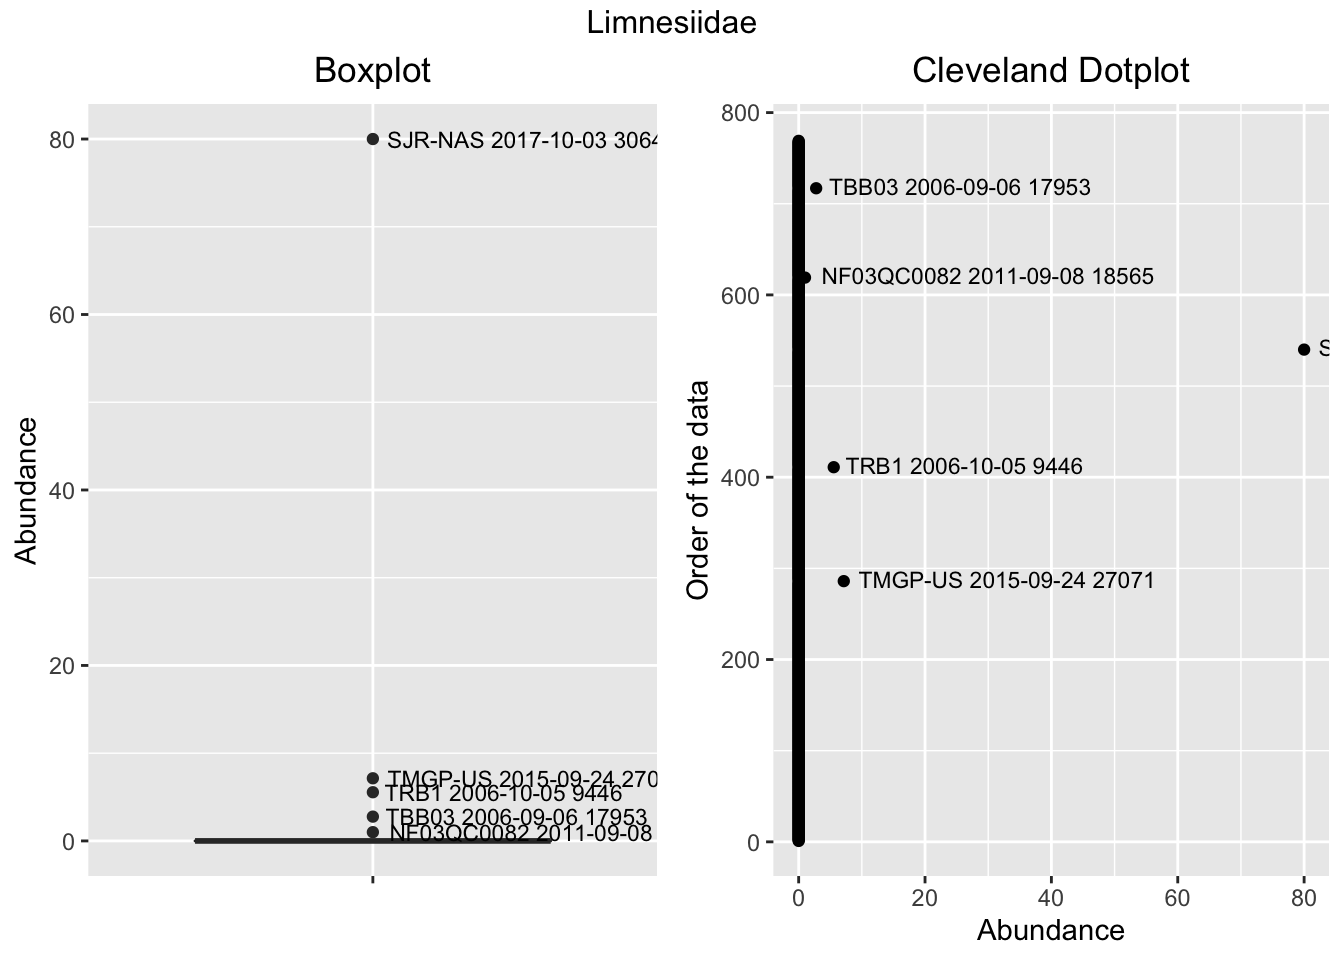 Limnesiidae
Boxplot
80
60
40
20
0
Abundance
SJR-NAS 2017-10-03 3064
TMGP-US 2015-09-24 270
TRB1 2006-10-05 9446
TBB03 2006-09-06 17953
NF03QC0082 2011-09-08
Cleveland Dotplot
800
600
400
200
0
Order of the data
TBB03 2006-09-06 17953
NF03QC0082 2011-09-08 18565
S
TRB1 2006-10-05 9446
TMGP-US 2015-09-24 27071
0 20 40 60 80
Abundance